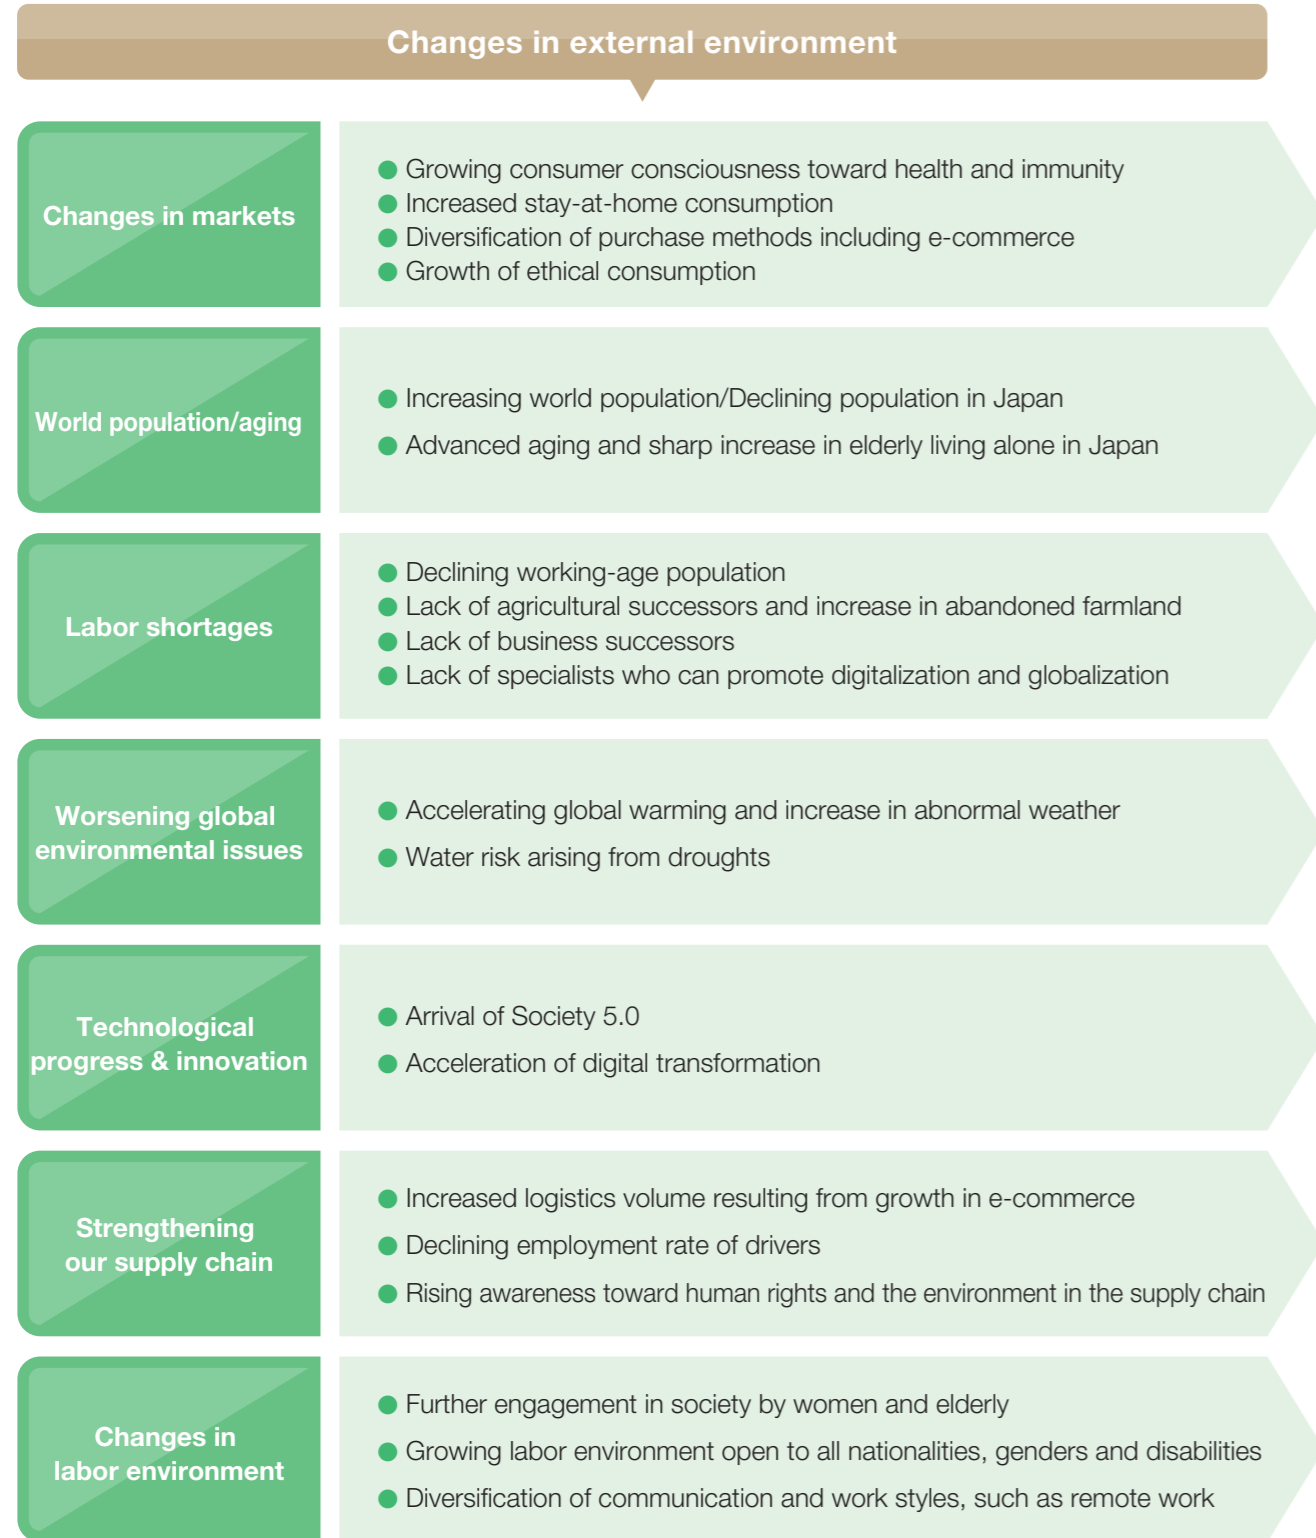 Changes in external environment
Changes in markets
● Growing consumer consciousness toward health and immunity
● Increased stay-at-home consumption
● Diversification of purchase methods including e-commerce
● Growth of ethical consumption
World population/aging
● Increasing world population/Declining population in Japan
● Advanced aging and sharp increase in elderly living alone in Japan
Labor shortages
● Declining working-age population
● Lack of agricultural successors and increase in abandoned farmland
● Lack of business successors
● Lack of specialists who can promote digitalization and globalization
Worsening global
environmental issues
● Accelerating global warming and increase in abnormal weather
● Water risk arising from droughts
Technological
progress & innovation
● Arrival of Society 5.0
● Acceleration of digital transformation
Strengthening
our supply chain
● Increased logistics volume resulting from growth in e-commerce
● Declining employment rate of drivers
● Rising awareness toward human rights and the environment in the supply chain
Changes in
labor environment
● Further engagement in society by women and elderly
● Growing labor environment open to all nationalities, genders and disabilities
● Diversification of communication and work styles, such as remote work